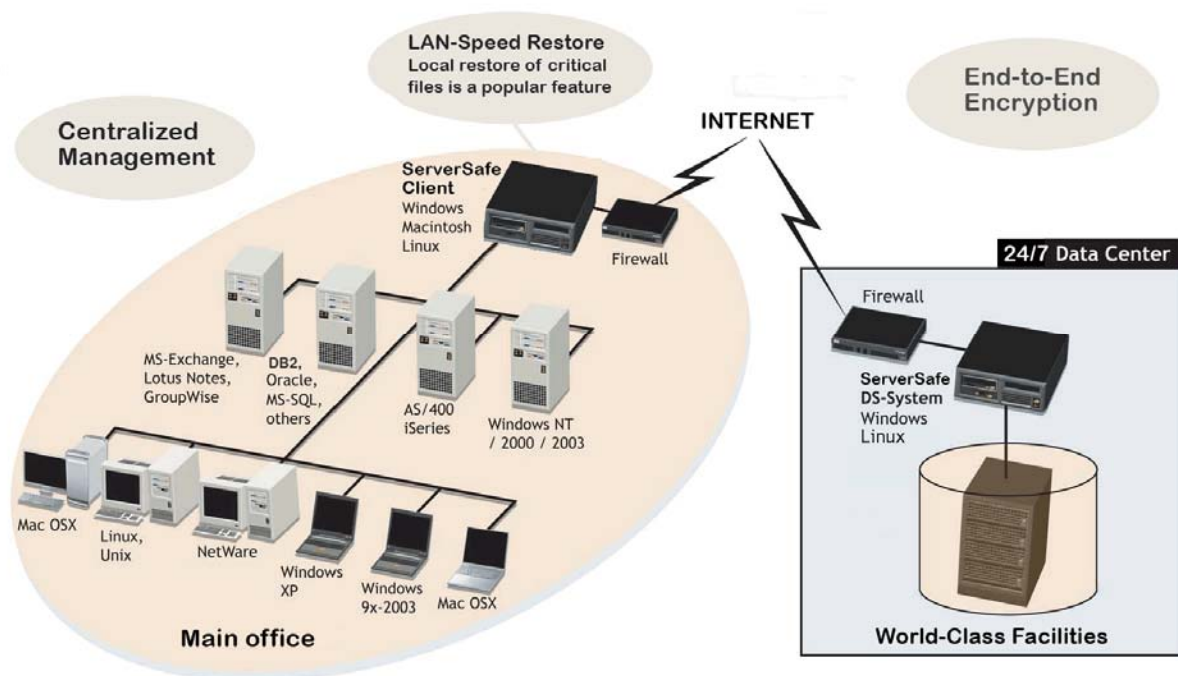 LAN-Speed Restore
Local restore of critical
files is a popular feature
End-to-End
Encryption
Centralized
Management
INTERNET
ServerSafe
Client
Windows
Macintosh
Linux
Firewall
24/7 Data Center
Firewall
ServerSafe
DS-System
Windows
Linux
MS-Exchange,
Lotus Notes,
GroupWise
DB2,
Oracle,
MS-SQL,
others
AS/400
iSeries
Windows NT
/ 2000 / 2003
Mac OSX
Linux,
Unix
NetWare
Windows
XP
Windows
9x-2003
Mac OSX
Main office
World-Class Facilities